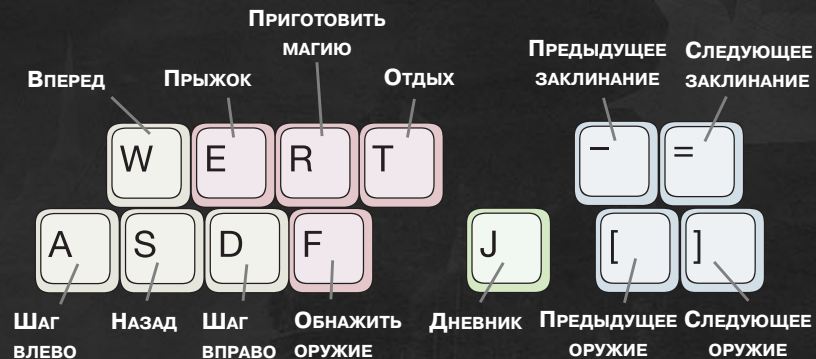 Приготовить
магию
Предыдущее
заклинание
Следующее
заклинание
Вперед
Прыжок
Отдых
W
E
R
T
-
=
A
S
D
F
J
[
]
Шаг
влево
Назад
Шаг
вправо
Обнажить
оружие
Дневник
Предыдущее
оружие
Следующее
оружие